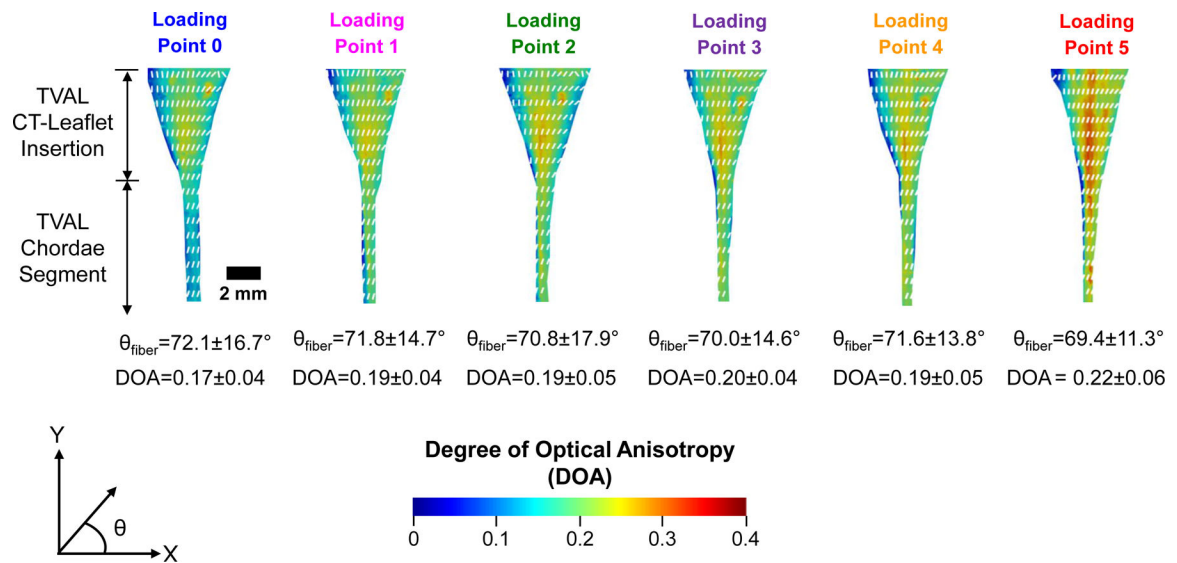 Loading Point 0
Loading Point 1
Loading Point 2
Loading Point 3
Loading Point 4
Loading Point 5
TVAL
CT-Leaflet
Insertion
TVAL
Chordae
Segment
2 mm
θfiber=72.1±16.7°
DOA=0.17±0.04
θfiber=71.8±14.7°
DOA=0.19±0.04
θfiber=70.8±17.9°
DOA=0.19±0.05
θfiber=70.0±14.6°
DOA=0.20±0.04
θfiber=71.6±13.8°
DOA=0.19±0.05
θfiber=69.4±11.3°
DOA= 0.22±0.06
Y
θ
X
Degree of Optical Anisotropy
(DOA)
0 0.1 0.2 0.3 0.4